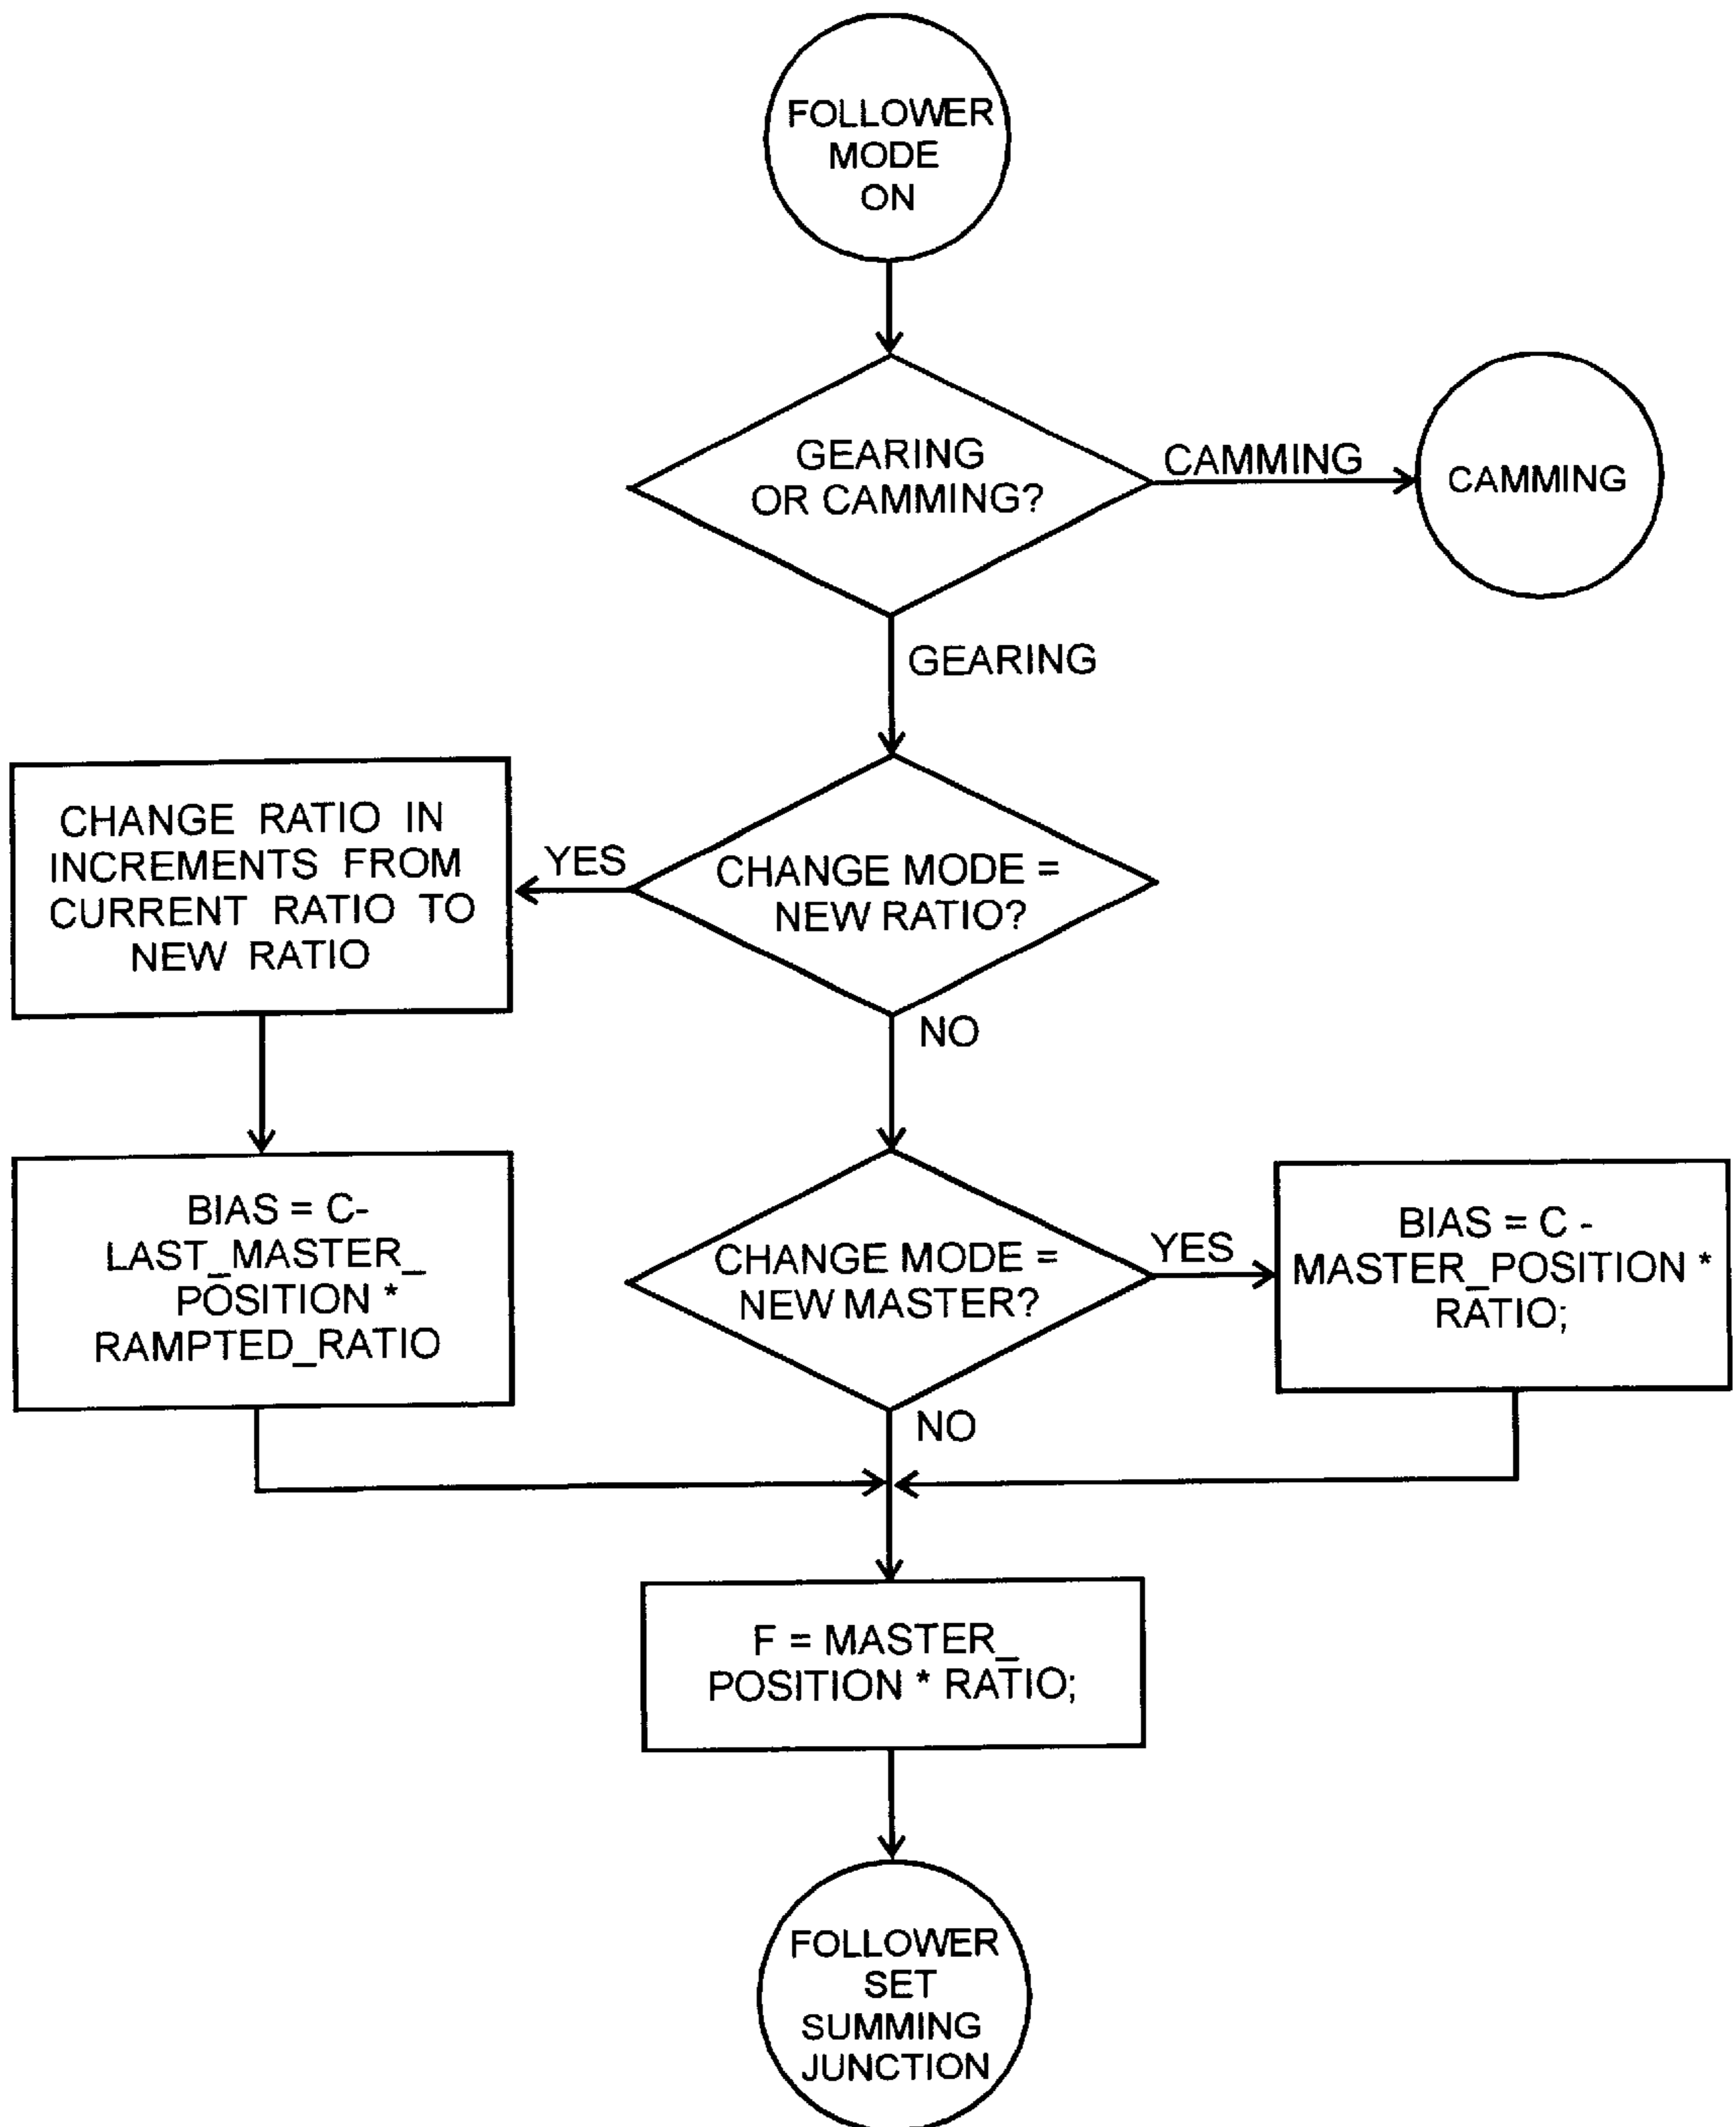 FOLLOWER
MODE
ON
GEARING
OR CAMMING?
CAMMING
CAMMING
GEARING
CHANGE RATIO IN
INCREMENTS FROM
CURRENT RATIO TO
NEW RATIO
YES
CHANGE MODE =
NEW RATIO?
NO
BIAS = C-
LAST_MASTER_
POSITION *
RAMPTED_RATIO
CHANGE MODE =
NEW MASTER?
YES
BIAS = C -
MASTER_POSITION *
RATIO;
NO
F = MASTER_
POSITION * RATIO;
FOLLOWER
SET
SUMMING
JUNCTION